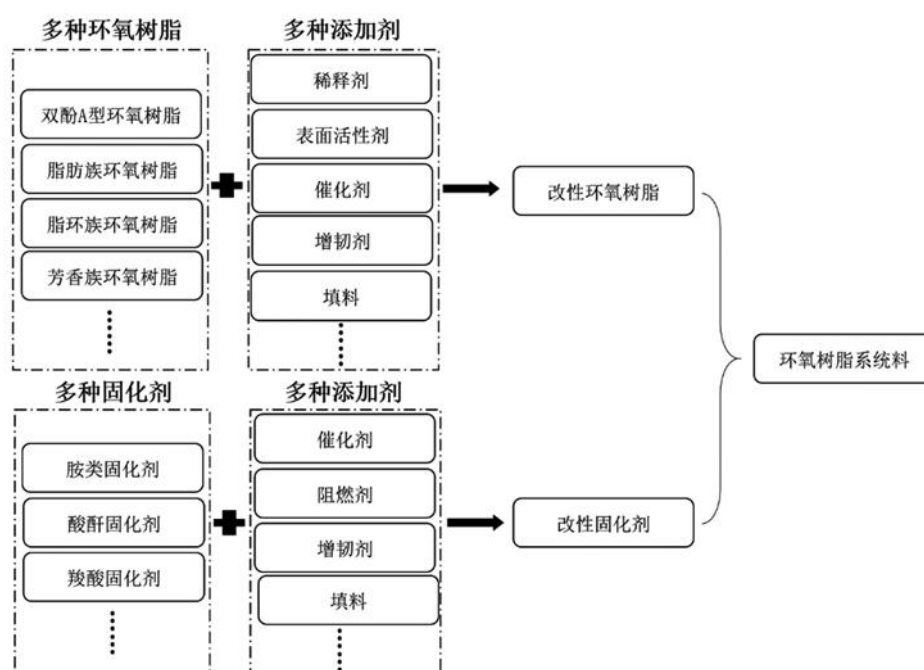 多种环氧树脂
双酚A型环氧树脂
脂肪族环氧树脂
脂环族环氧树脂
芳香族环氧树脂
多种添加剂
稀释剂
表面活性剂
催化剂
增韧剂
填料
改性环氧树脂
多种固化剂
胺类固化剂
酸酐固化剂
羧酸固化剂
多种添加剂
催化剂
阻燃剂
增韧剂
填料
改性固化剂
环氧树脂系统料